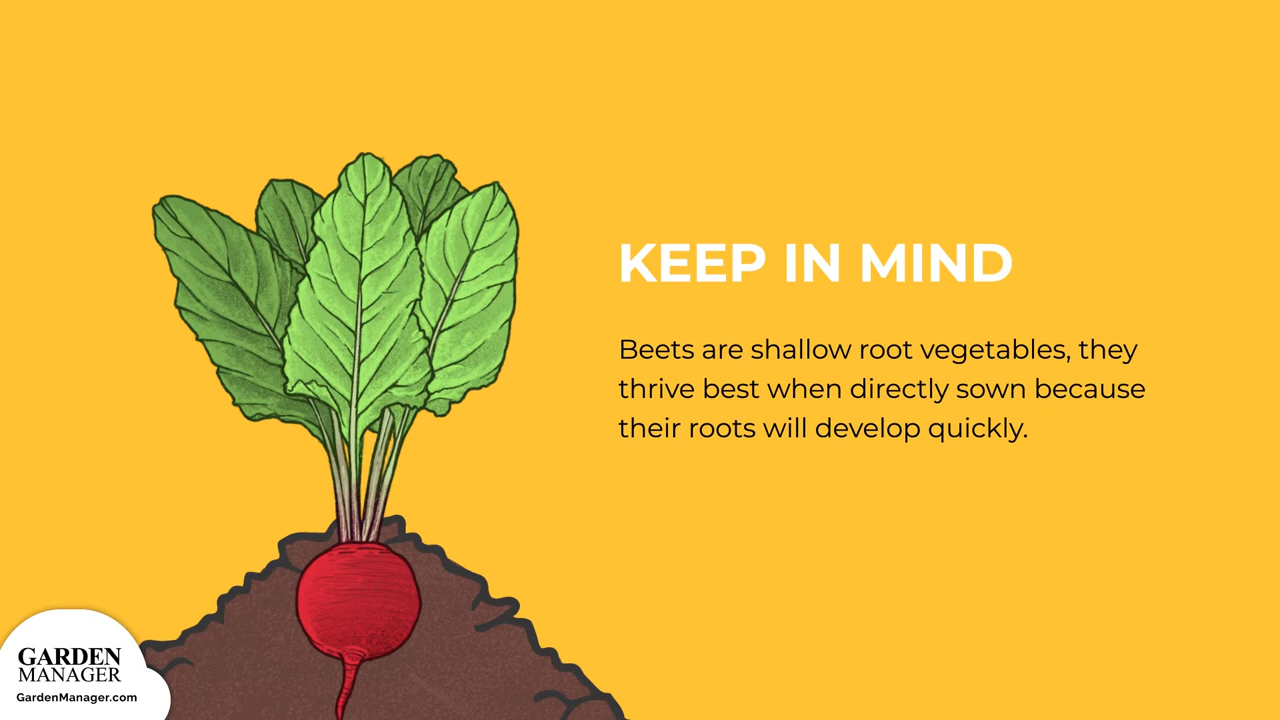 KEEP IN MIND
Beets are shallow root vegetables, they
thrive best when directly sown because
their roots will develop quickly.
GARDEN
MANAGER
GardenManager.com